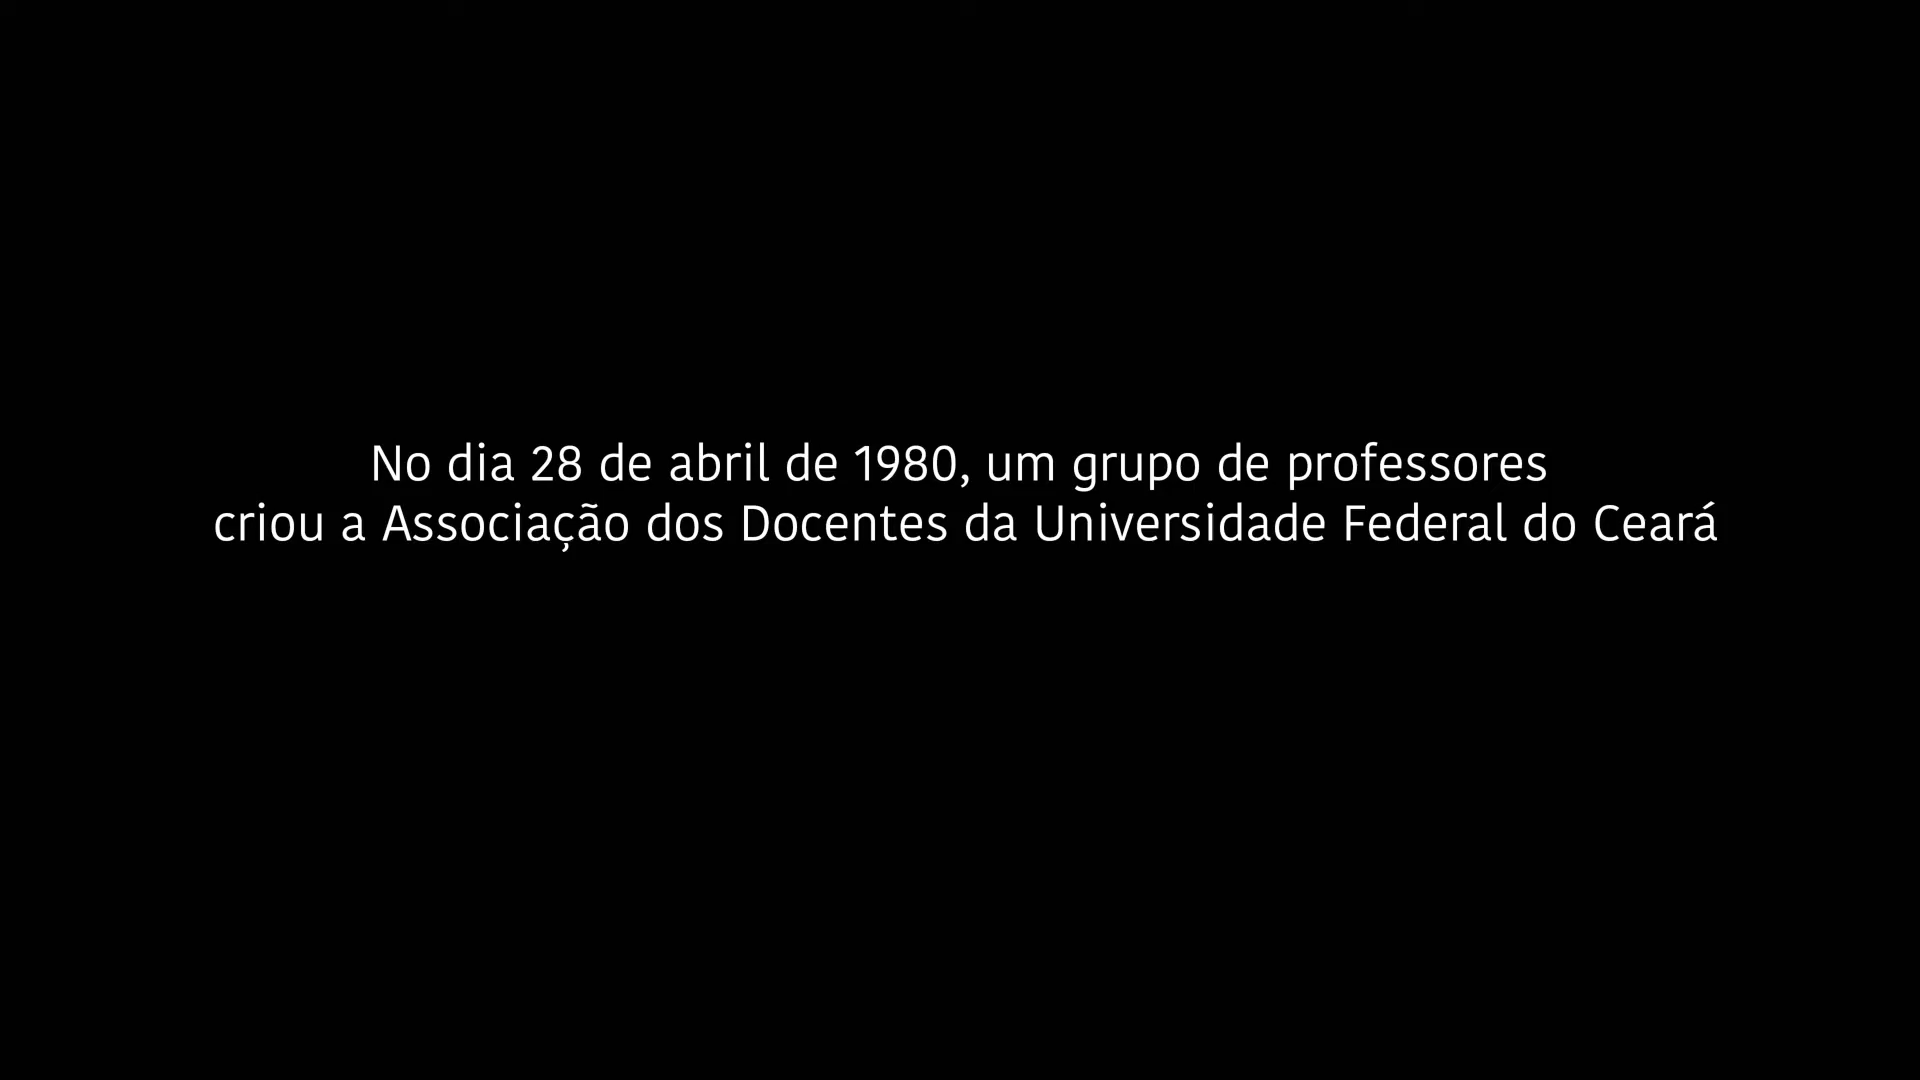 No dia 28 de abril de 1980, um grupo de professores
criou a Associação dos Docentes da Universidade Federal do Ceará